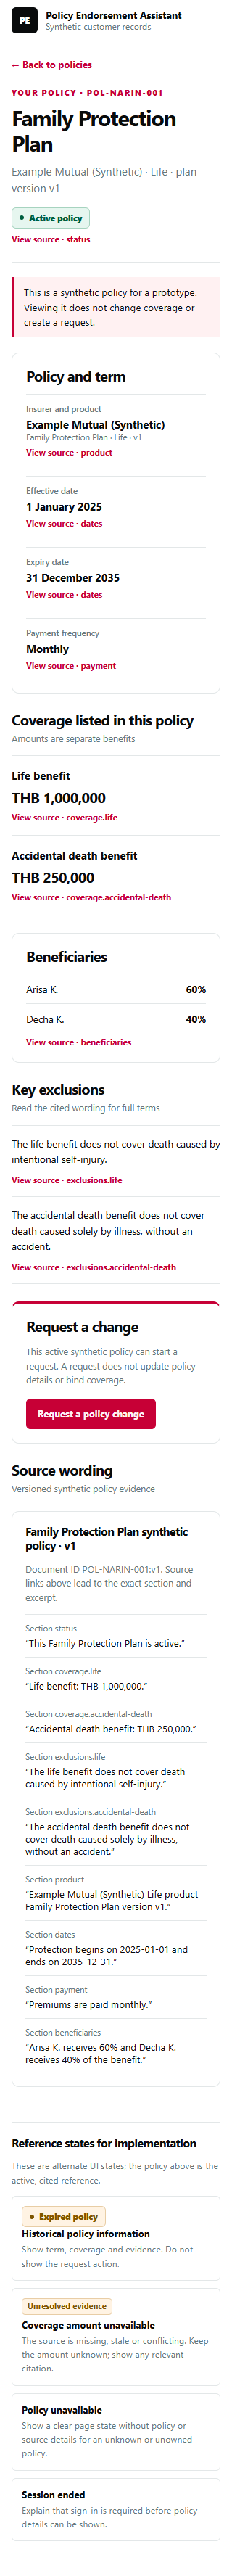 PE
Policy Endorsement Assistant
Synthetic customer records
← Back to policies
YOUR POLICY · POL-NARIN-001
Family Protection
Plan
Example Mutual (Synthetic) · Life · plan
version v1
Active policy
View source · status
This is a synthetic policy for a prototype.
Viewing it does not change coverage or
create a request.
Policy and term
Insurer and product
Example Mutual (Synthetic)
Family Protection Plan · Life · v1
View source · product
Effective date
1 January 2025
View source · dates
Expiry date
31 December 2035
View source · dates
Payment frequency
Monthly
View source · payment
Coverage listed in this policy
Amounts are separate benefits
Life benefit
THB 1,000,000
View source · coverage.life
Accidental death benefit
THB 250,000
View source · coverage.accidental-death
Beneficiaries
Arisa K. 60%
Decha K. 40%
View source · beneficiaries
Key exclusions
Read the cited wording for full terms
The life benefit does not cover death caused by
intentional self-injury.
View source · exclusions.life
The accidental death benefit does not cover
death caused solely by illness, without an
accident.
View source · exclusions.accidental-death
Request a change
This active synthetic policy can start a
request. A request does not update policy
details or bind coverage.
Request a policy change
Source wording
Versioned synthetic policy evidence
Family Protection Plan synthetic
policy · v1
Document ID POL-NARIN-001:v1. Source
links above lead to the exact section and
excerpt.
Section status
“This Family Protection Plan is active.”
Section coverage.life
“Life benefit: THB 1,000,000.”
Section coverage.accidental-death
“Accidental death benefit: THB 250,000.”
Section exclusions.life
“The life benefit does not cover death
caused by intentional self-injury.”
Section exclusions.accidental-death
“The accidental death benefit does not
cover death caused solely by illness,
without an accident.”
Section product
“Example Mutual (Synthetic) Life product
Family Protection Plan version v1.”
Section dates
“Protection begins on 2025-01-01 and
ends on 2035-12-31.”
Section payment
“Premiums are paid monthly.”
Section beneficiaries
“Arisa K. receives 60% and Decha K.
receives 40% of the benefit.”
Reference states for implementation
These are alternate UI states; the policy above is the
active, cited reference.
Expired policy
Historical policy information
Show term, coverage and evidence. Do not
show the request action.
Unresolved evidence
Coverage amount unavailable
The source is missing, stale or conflicting. Keep
the amount unknown; show any relevant
citation.
Policy unavailable
Show a clear page state without policy or
source details for an unknown or unowned
policy.
Session ended
Explain that sign-in is required before policy
details can be shown.